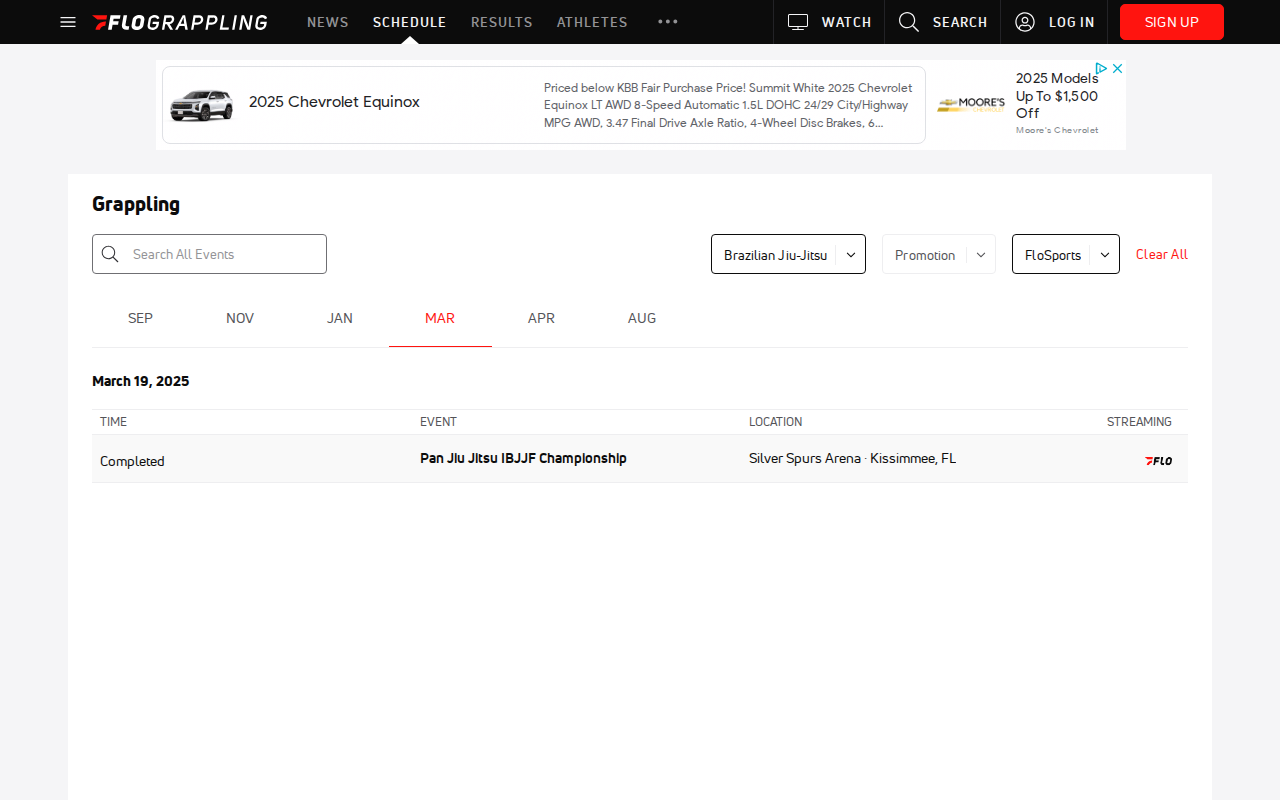 FLOGRAPPLING NEWS SCHEDULE RESULTS ATHLETES WATCH SEARCH LOG IN SIGN UP
2025 Chevrolet Equinox
Priced below KBB Fair Purchase Price! Summit White 2025 Chevrolet
Equinox LT AWD 8-Speed Automatic 1.5L DOHC 24/29 City/Highway
MPG AWD, 3.47 Final Drive Axle Ratio, 4-Wheel Disc Brakes, 6...
MOORE'S
CHEVROLET
2025 Models
Up To $1,500
Off
Moore's Chevrolet
Grappling
Search All Events
Brazilian Jiu-Jitsu Promotion FloSports Clear All
SEP NOV JAN MAR APR AUG
March 19, 2025
TIME EVENT LOCATION STREAMING
Completed Pan Jiu Jitsu IBJJF Championship Silver Spurs Arena · Kissimmee, FL FLO